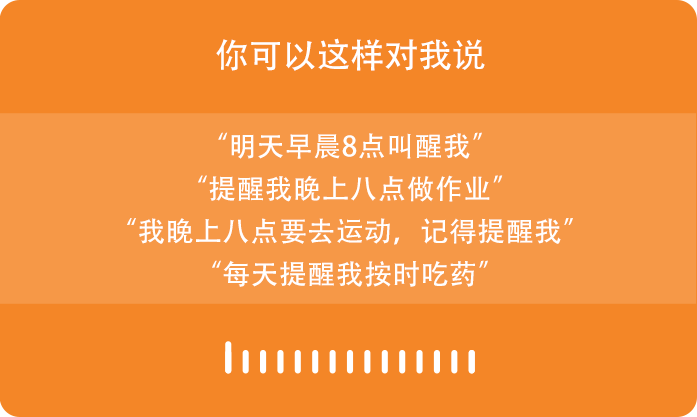 你可以这样对我说
“明天早晨8点叫醒我”
“提醒我晚上八点做作业”
“我晚上八点要去运动，记得提醒我”
“每天提醒我按时吃药”